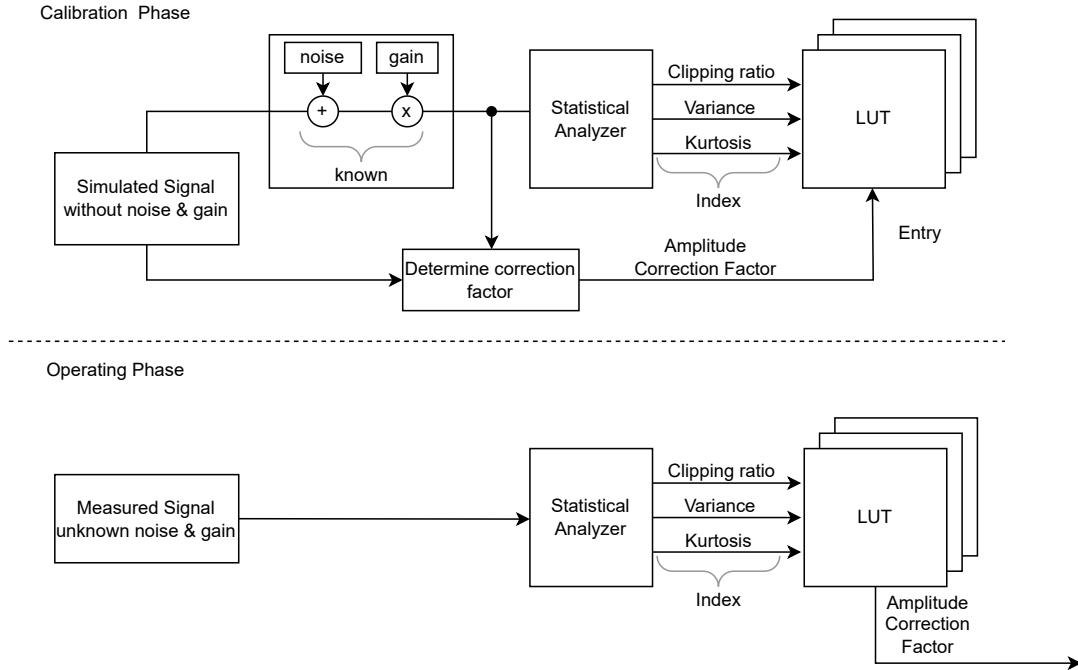 Calibration Phase
noise
gain
+
x
known
Simulated Signal
without noise & gain
Statistical
Analyzer
Clipping ratio
Variance
Kurtosis
Index
LUT
Determine correction
factor
Amplitude
Correction Factor
Entry
Operating Phase
Measured Signal
unknown noise & gain
Statistical
Analyzer
Clipping ratio
Variance
Kurtosis
Index
LUT
Amplitude
Correction
Factor